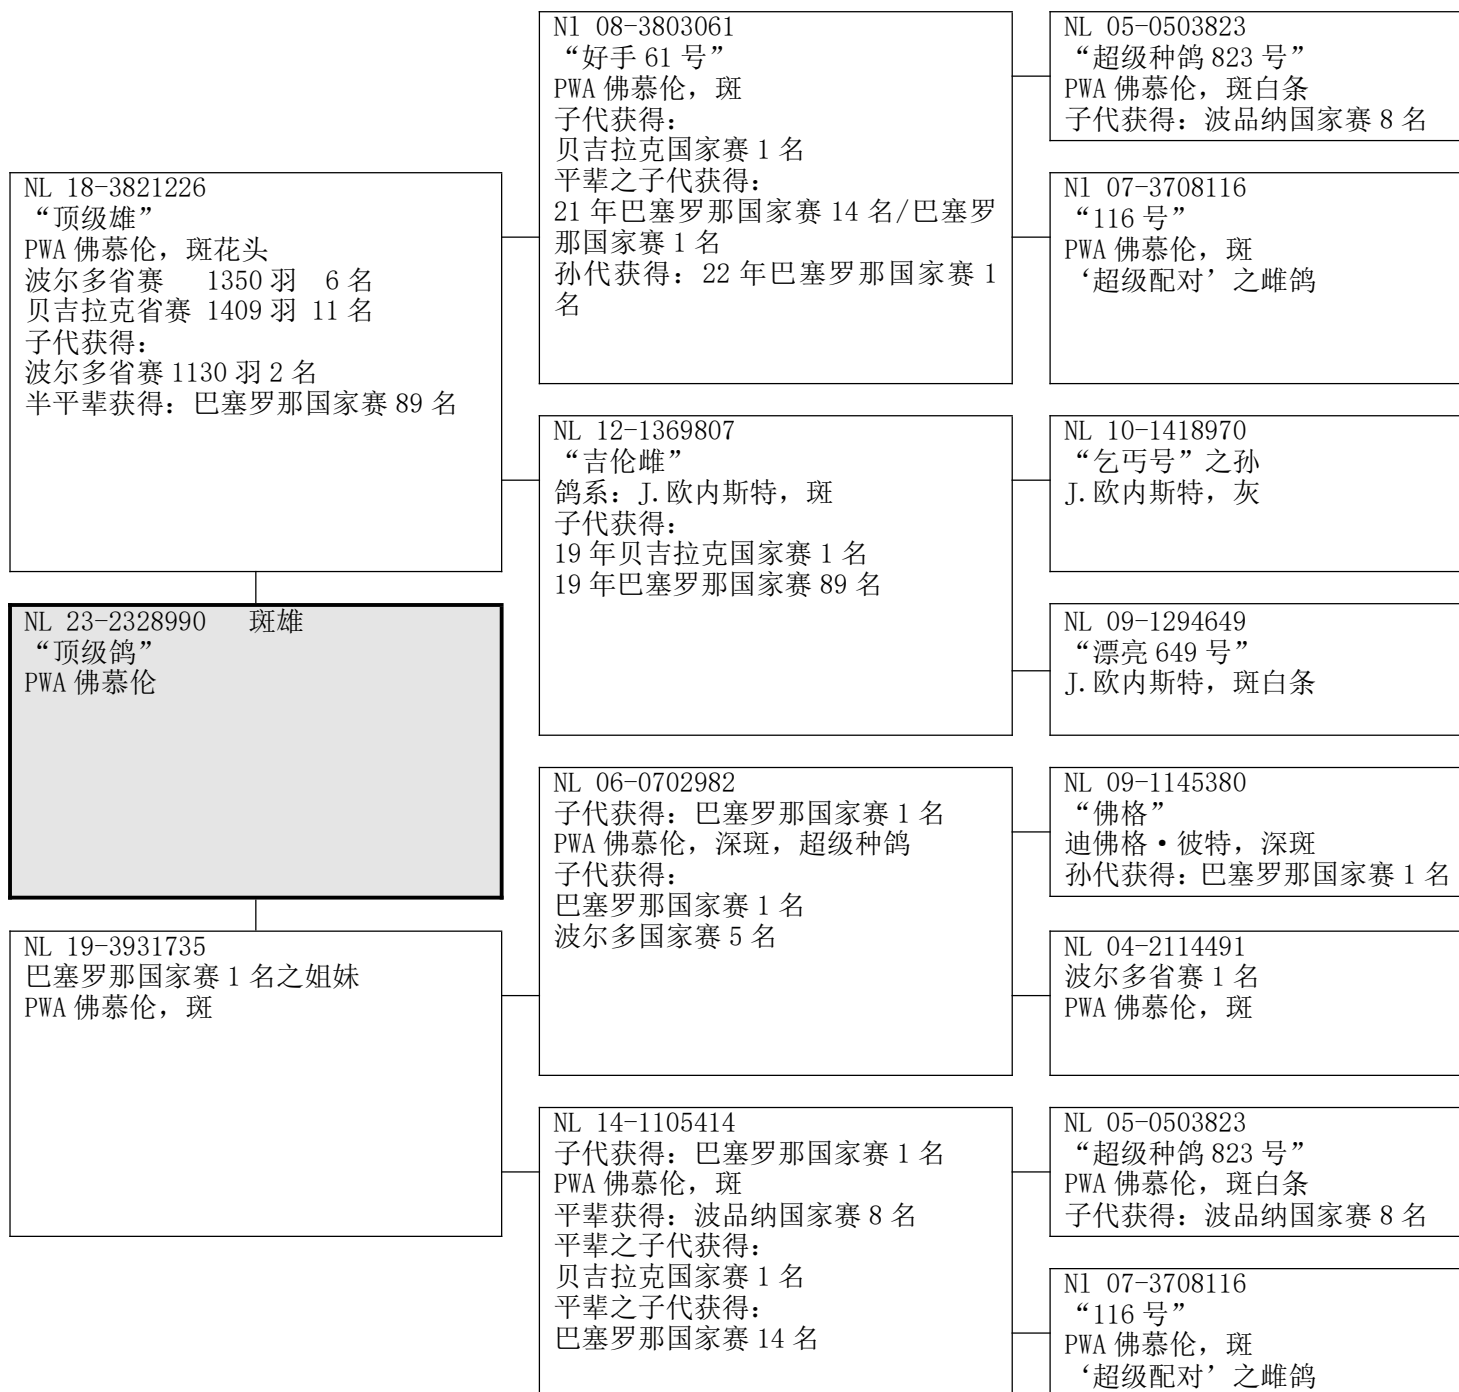 NL 18-3821226
“顶级雄”
PWA 佛慕伦，斑花头
波尔多省赛 1350 羽 6 名
贝吉拉克省赛 1409 羽 11 名
子代获得：
波尔多省赛 1130 羽 2 名
半平辈获得：巴塞罗那国家赛 89 名
NL 23-2328990 斑雄
“顶级鸽”
PWA 佛慕伦
NL 19-3931735
巴塞罗那国家赛 1 名之姐妹
PWA 佛慕伦，斑
Nl 08-3803061
“好手 61 号”
PWA 佛慕伦，斑
子代获得：
贝吉拉克国家赛 1 名
平辈之子代获得：
21 年巴塞罗那国家赛 14 名/巴塞罗
那国家赛 1 名
孙代获得：22 年巴塞罗那国家赛 1
名
NL 12-1369807
“吉伦雌”
鸽系：J.欧内斯特，斑
子代获得：
19 年贝吉拉克国家赛 1 名
19 年巴塞罗那国家赛 89 名
NL 06-0702982
子代获得：巴塞罗那国家赛 1 名
PWA 佛慕伦，深斑，超级种鸽
子代获得：
巴塞罗那国家赛 1 名
波尔多国家赛 5 名
NL 14-1105414
子代获得：巴塞罗那国家赛 1 名
PWA 佛慕伦，斑
平辈获得：波品纳国家赛 8 名
平辈之子代获得：
贝吉拉克国家赛 1 名
平辈之子代获得：
巴塞罗那国家赛 14 名
NL 05-0503823
“超级种鸽 823 号”
PWA 佛慕伦，斑白条
子代获得：波品纳国家赛 8 名
Nl 07-3708116
“116 号”
PWA 佛慕伦，斑
‘超级配对’之雌鸽
NL 10-1418970
“乞丐号”之孙
J.欧内斯特，灰
NL 09-1294649
“漂亮 649 号”
J.欧内斯特，斑白条
NL 09-1145380
“佛格”
迪佛格·彼特，深斑
孙代获得：巴塞罗那国家赛 1 名
NL 04-2114491
波尔多省赛 1 名
PWA 佛慕伦，斑
NL 05-0503823
“超级种鸽 823 号”
PWA 佛慕伦，斑白条
子代获得：波品纳国家赛 8 名
Nl 07-3708116
“116 号”
PWA 佛慕伦，斑
‘超级配对’之雌鸽